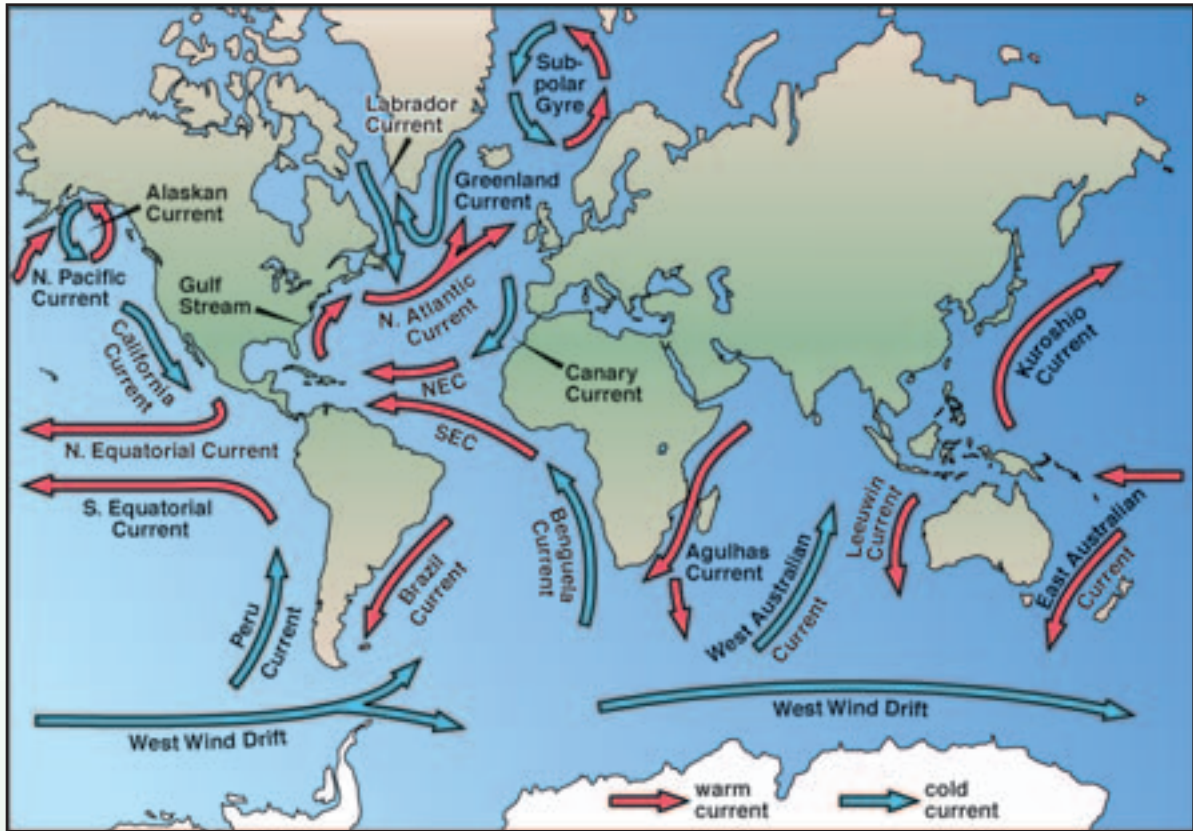 Sub-
polar
Gyre
Labrador
Current
Greenland
Current
Alaskan
Current
N. Pacific
Current
Gulf
Stream
N. Atlantic
Current
California
Current
NEC
SEC
Canary
Current
Kuroshio
Current
N. Equatorial Current
S. Equatorial
Current
Peru
Current
Brazil
Current
Benguela
Current
Agulhas
Current
West Australian
Current
Leeuwin
Current
East Australian
Current
West Wind Drift
West Wind Drift
warm
current
cold
current